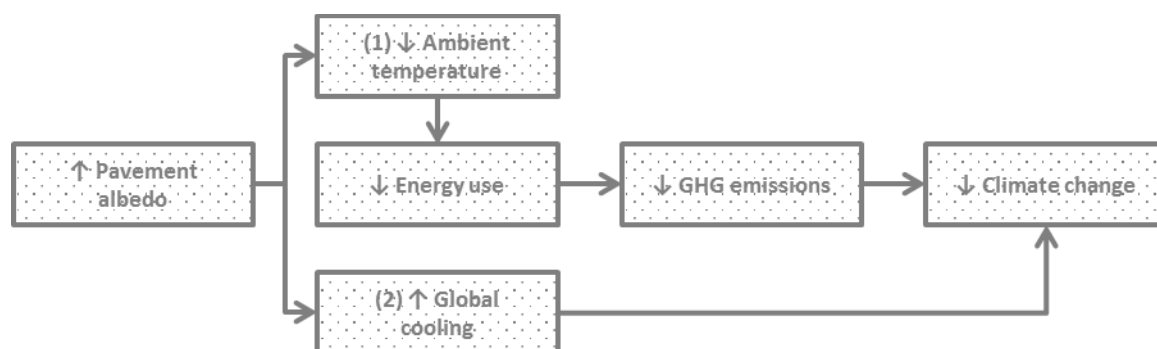 (1) ↓ Ambient
temperature
↑ Pavement
albedo
↓ Energy use
↓ GHG emissions
↓ Climate change
(2) ↑ Global
cooling